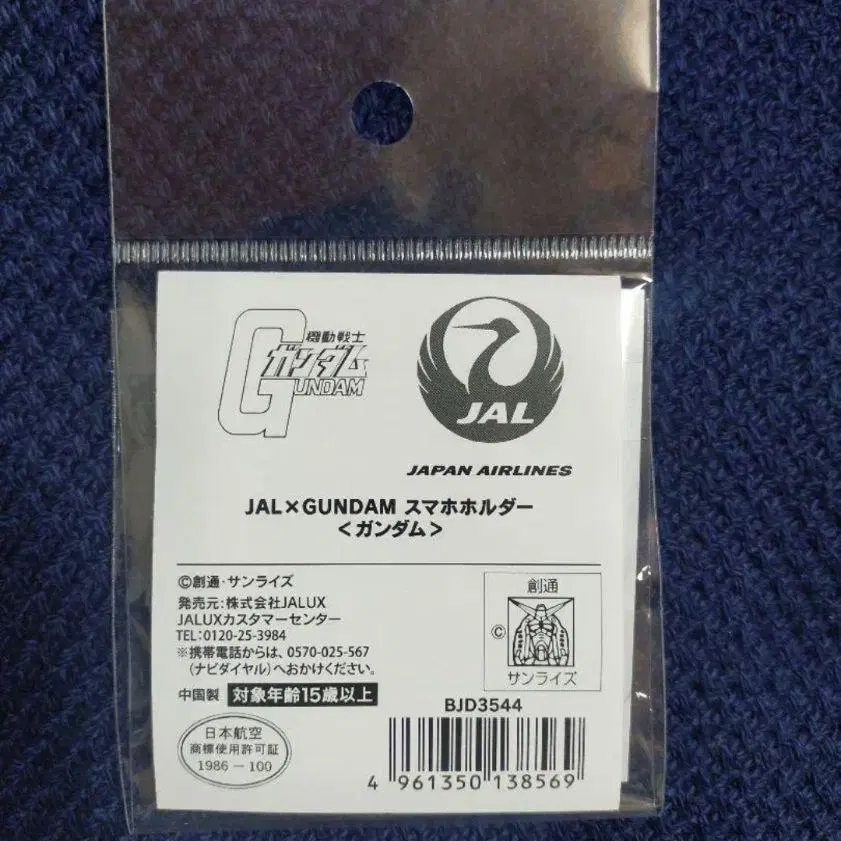 機動戦士
ガンダム
GUNDAM
JAL
JAPAN AIRLINES
JAL×GUNDAM スマホホルダー
<ガンダム>
©創通・サンライズ
発売元:株式会社JALUX
JALUXカスタマーセンター
TEL:0120-25-3984
※携帯電話からは、0570-025-567
(ナビダイヤル)へおかけください。
中国製 対象年齢15歳以上
創通
©
サンライズ
日本航空
商標使用許可証
1986-100
BJD3544
4 961350 138569